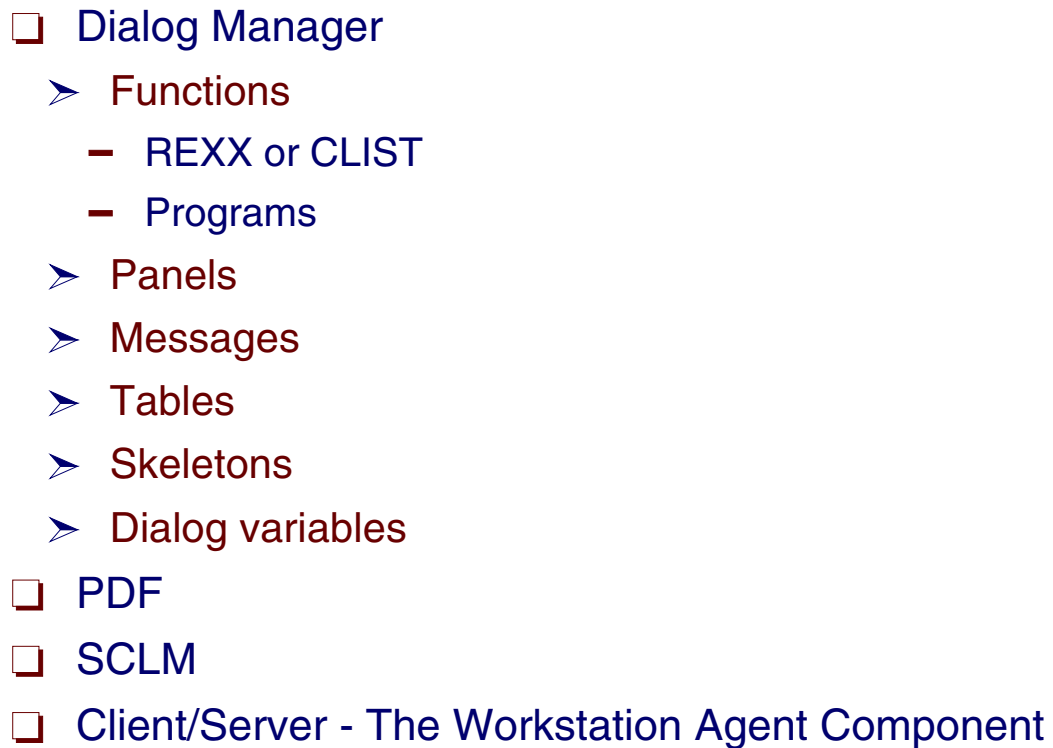 ❏ Dialog Manager
➢ Functions
– REXX or CLIST
– Programs
➢ Panels
➢ Messages
➢ Tables
➢ Skeletons
➢ Dialog variables
❏ PDF
❏ SCLM
❏ Client/Server - The Workstation Agent Component